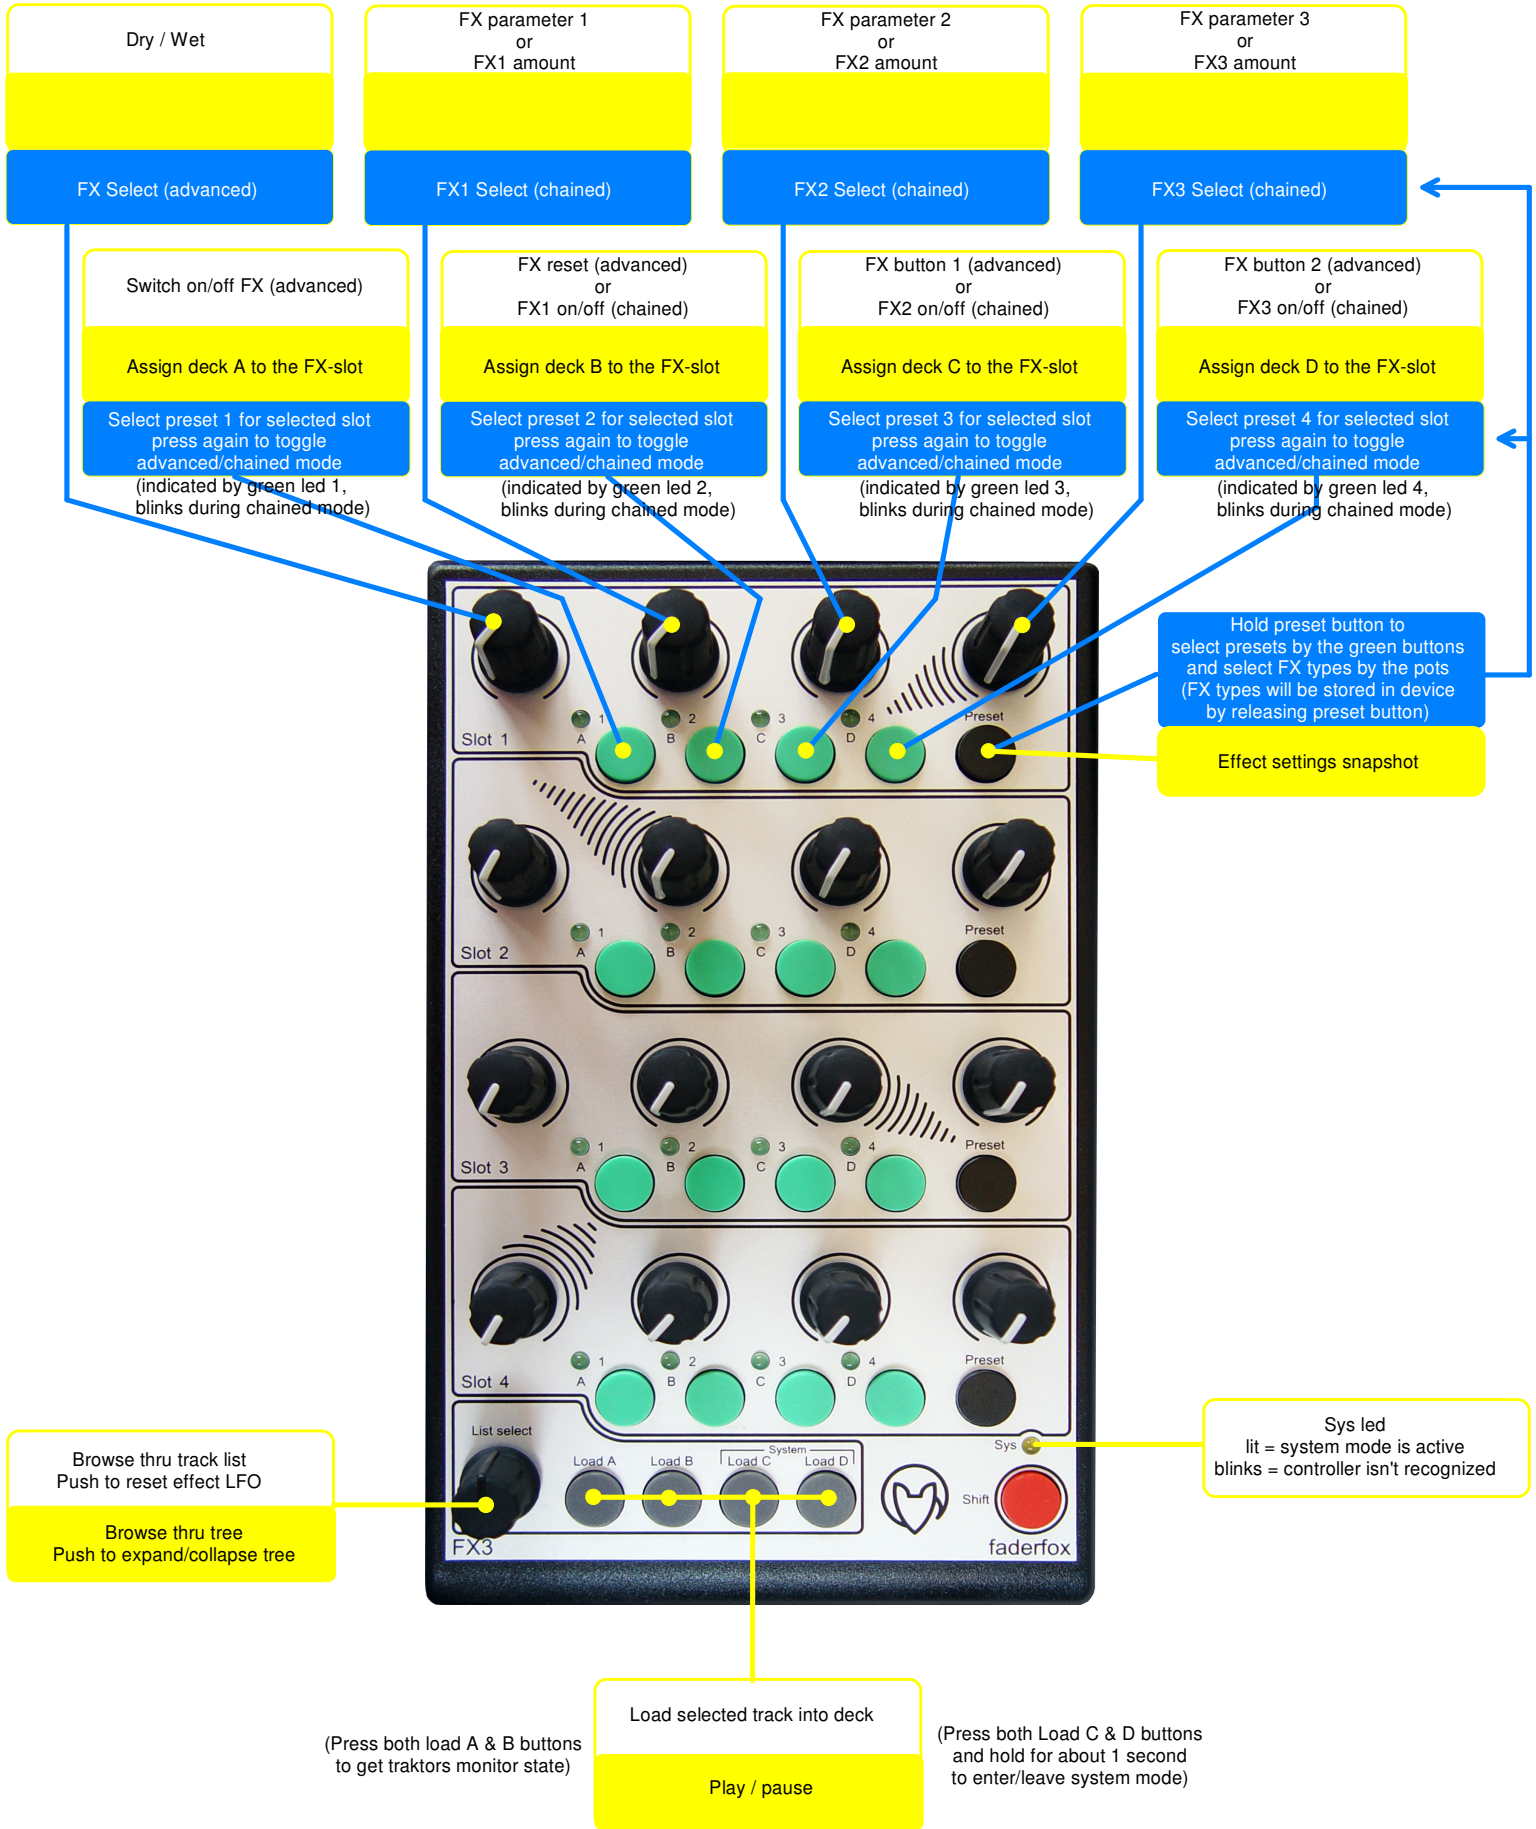 Dry / Wet
FX parameter 1
or
FX1 amount
FX parameter 2
or
FX2 amount
FX parameter 3
or
FX3 amount
FX Select (advanced)
FX1 Select (chained)
FX2 Select (chained)
FX3 Select (chained)
Switch on/off FX (advanced)
FX reset (advanced)
or
FX1 on/off (chained)
FX button 1 (advanced)
or
FX2 on/off (chained)
FX button 2 (advanced)
or
FX3 on/off (chained)
Assign deck A to the FX-slot
Assign deck B to the FX-slot
Assign deck C to the FX-slot
Assign deck D to the FX-slot
Select preset 1 for selected slot
press again to toggle
advanced/chained mode
(indicated by green led 1,
blinks during chained mode)
Select preset 2 for selected slot
press again to toggle
advanced/chained mode
(indicated by green led 2,
blinks during chained mode)
Select preset 3 for selected slot
press again to toggle
advanced/chained mode
(indicated by green led 3,
blinks during chained mode)
Select preset 4 for selected slot
press again to toggle
advanced/chained mode
(indicated by green led 4,
blinks during chained mode)
Hold preset button to
select presets by the green buttons
and select FX types by the pots
(FX types will be stored in device
by releasing preset button)
Effect settings snapshot
1 2 3 4 Preset
A B C D
Slot 1
1 2 3 4 Preset
A B C D
Slot 2
1 2 3 4 Preset
A B C D
Slot 3
1 2 3 4 Preset
A B C D
Slot 4
List select
System
Load A Load B Load C Load D
Sys
Shift
FX3
faderfox
Browse thru track list
Push to reset effect LFO
Browse thru tree
Push to expand/collapse tree
Sys led
lit = system mode is active
blinks = controller isn't recognized
(Press both load A & B buttons
to get traktors monitor state)
Load selected track into deck
Play / pause
(Press both Load C & D buttons
and hold for about 1 second
to enter/leave system mode)